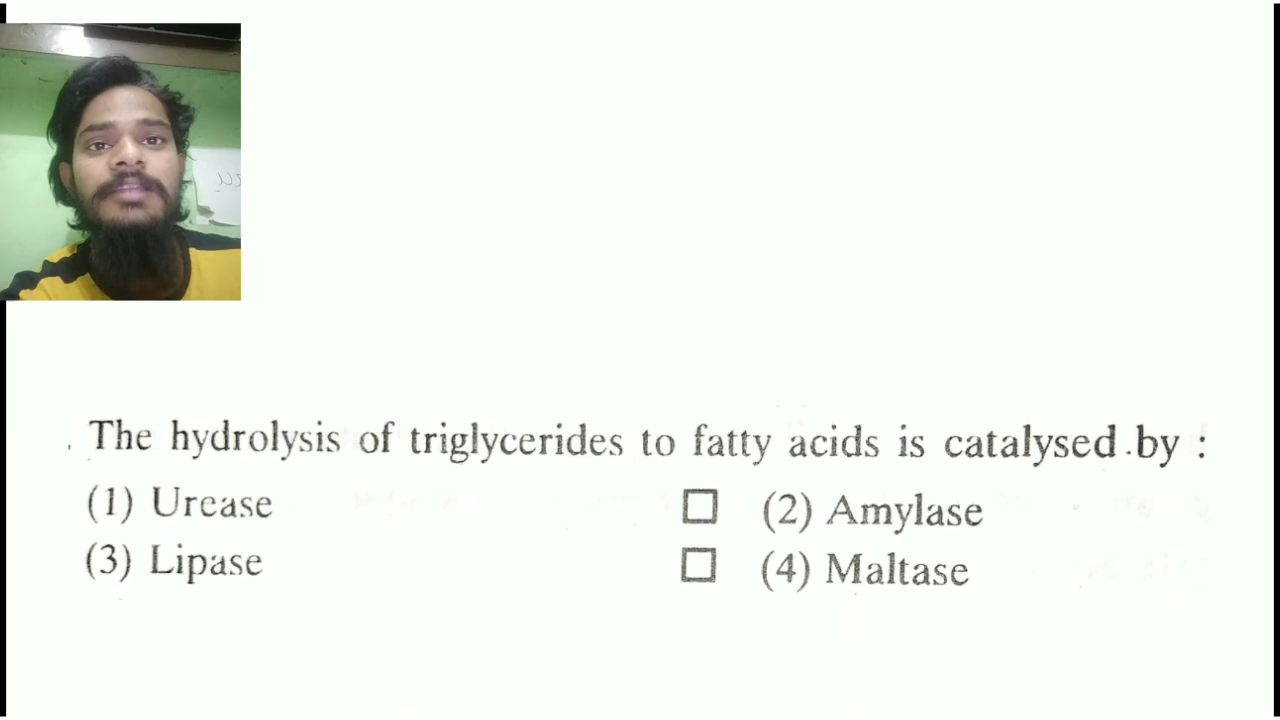 The hydrolysis of triglycerides to fatty acids is catalysed by :
(1) Urease □ (2) Amylase
(3) Lipase □ (4) Maltase